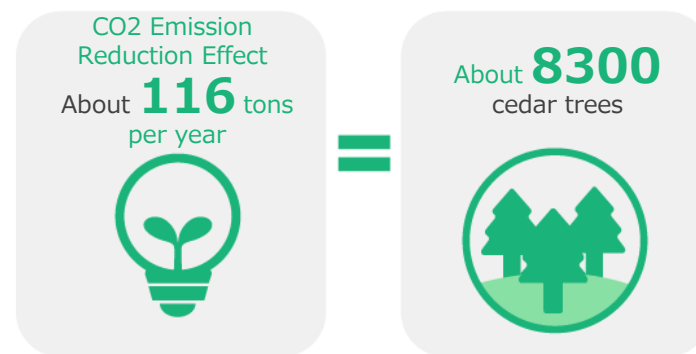 CO2 Emission
Reduction Effect
About 116 tons
per year
About 8300
cedar trees